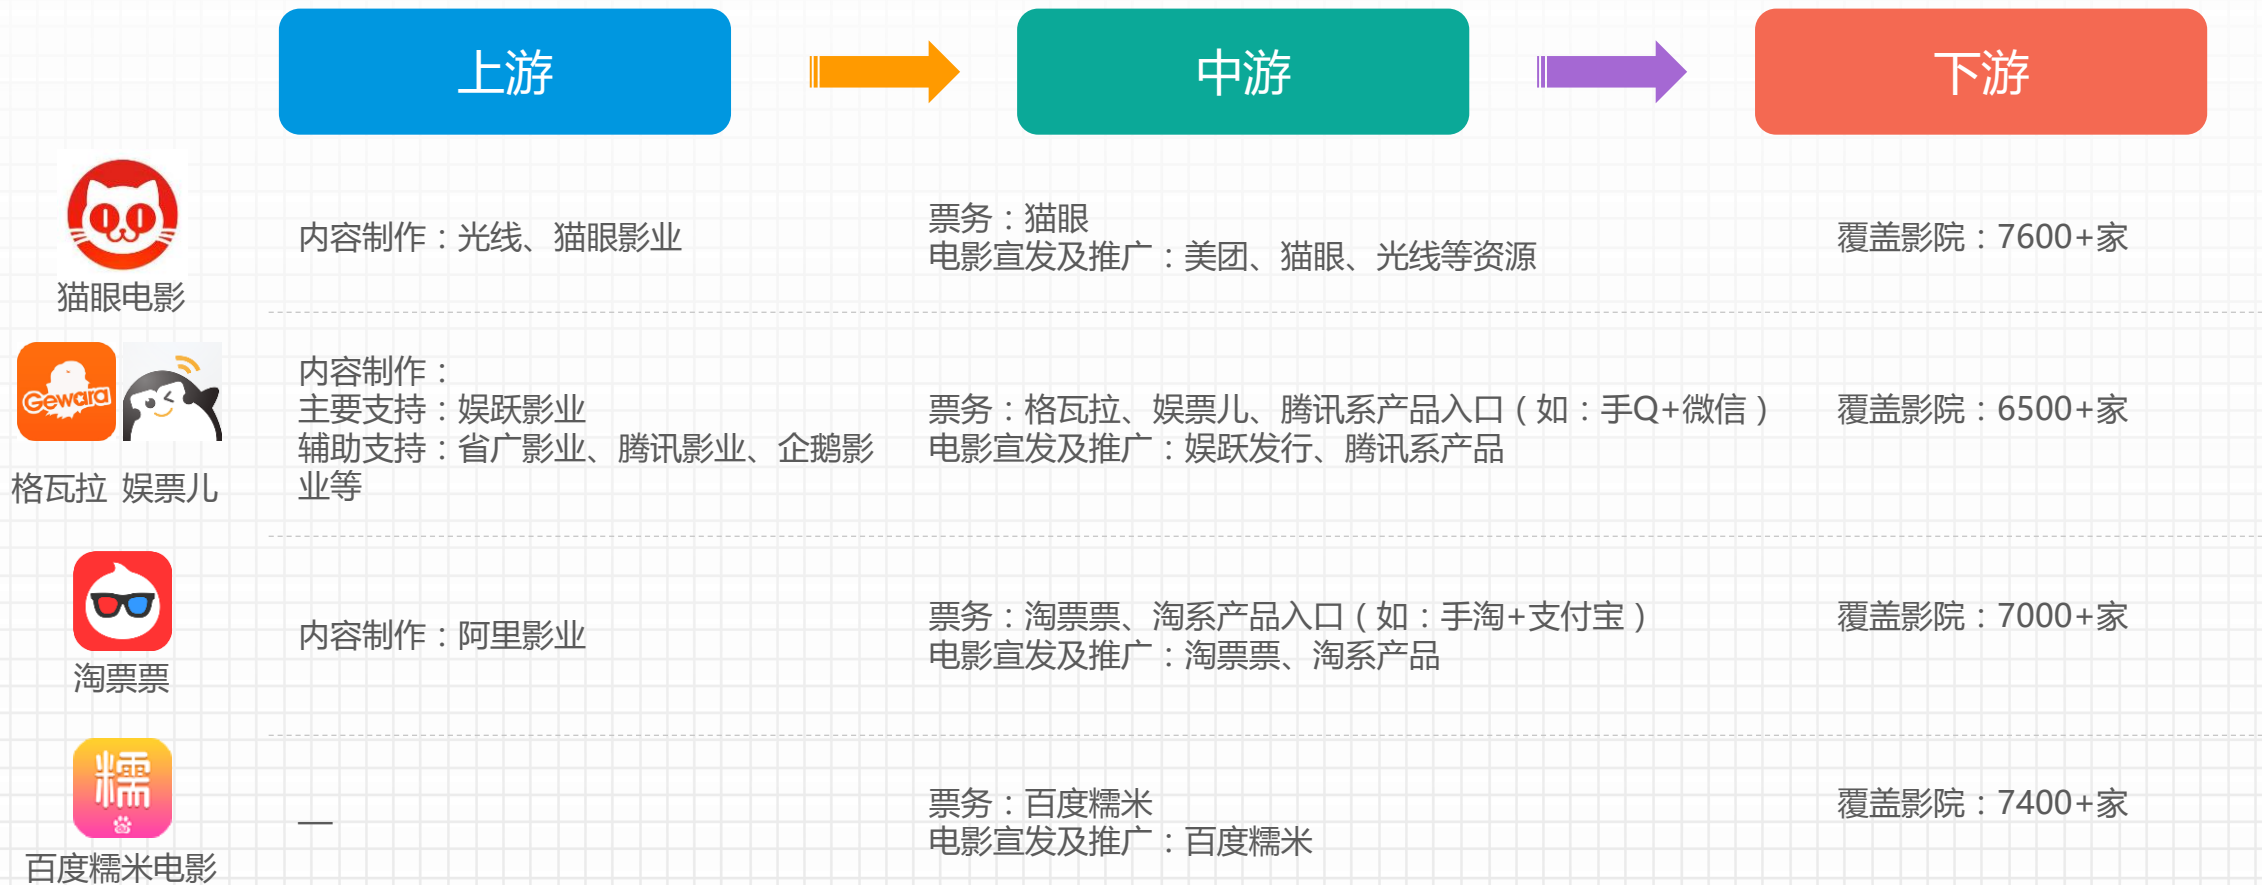 上游
中游
下游
猫眼电影
内容制作：光线、猫眼影业
票务：猫眼
电影宣发及推广：美团、猫眼、光线等资源
覆盖影院：7600+家
Gewara
格瓦拉 娱票儿
内容制作：
主要支持：娱跃影业
辅助支持：省广影业、腾讯影业、企鹅影
业等
票务：格瓦拉、娱票儿、腾讯系产品入口（如：手Q+微信）
电影宣发及推广：娱跃发行、腾讯系产品
覆盖影院：6500+家
淘票票
内容制作：阿里影业
票务：淘票票、淘系产品入口（如：手淘+支付宝）
电影宣发及推广：淘票票、淘系产品
覆盖影院：7000+家
糯
百度糯米电影
—
票务：百度糯米
电影宣发及推广：百度糯米
覆盖影院：7400+家